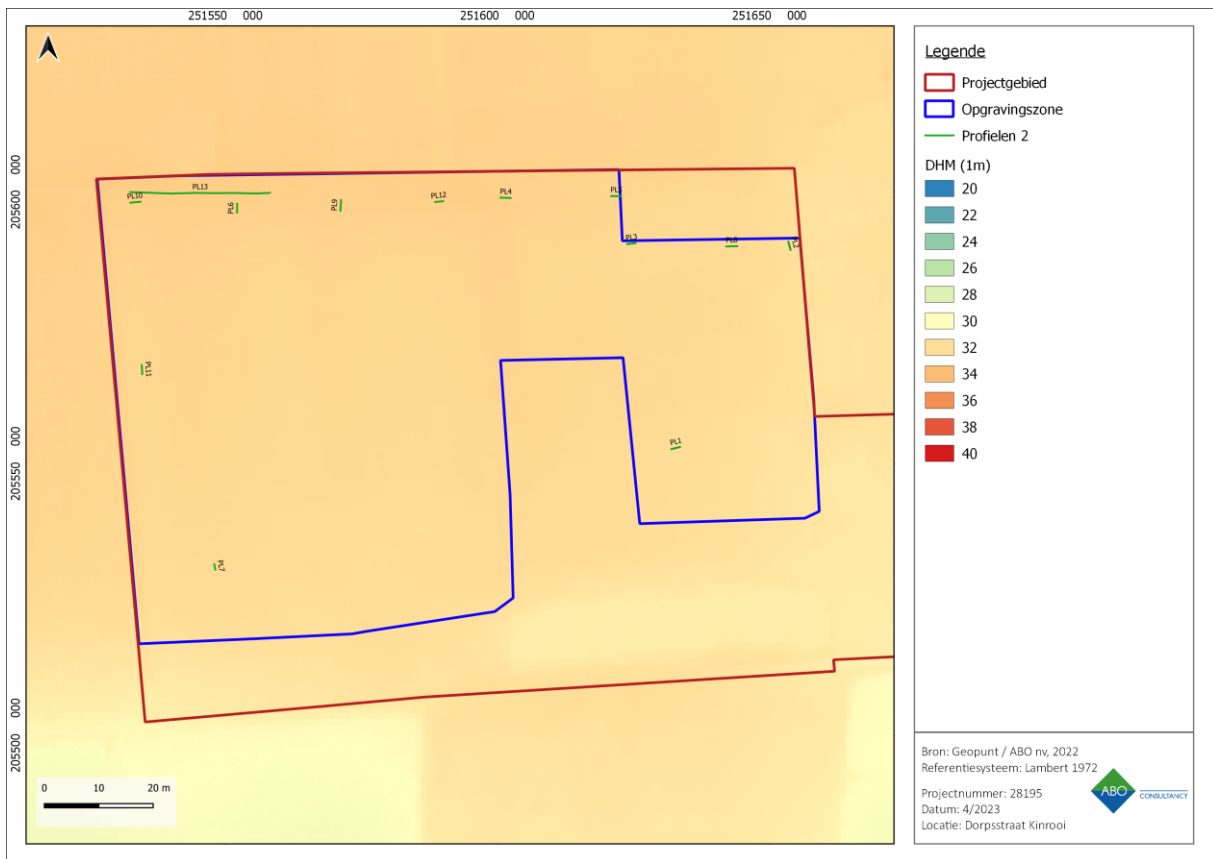 251550 000 251600 000 251650 000
205600 000
205550 000
205500 000
PL13
PL10
PL6
PL9
PL12
PL4
PL3
PL8
PL11
PL1
PL7
0 10 20 m
Legende
Projectgebied
Opgravingszone
Profielen 2
DHM (1m)
20
22
24
26
28
30
32
34
36
38
40
Bron: Geopunt / ABO nv, 2022
Referentiesysteem: Lambert 1972
Projectnummer: 28195
Datum: 4/2023
Locatie: Dorpsstraat Kinrooi
ABO CONSULTANCY